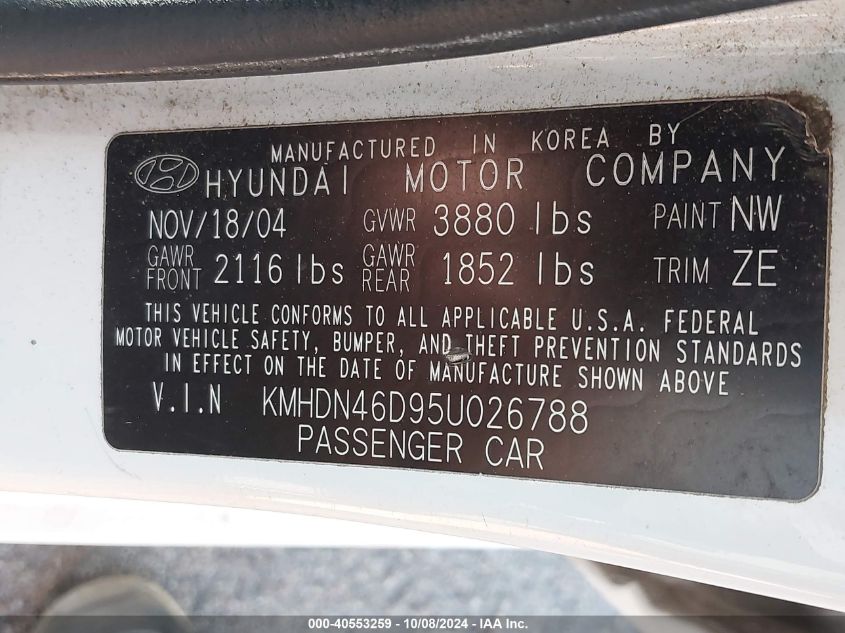 MANUFACTURED IN KOREA BY
HYUNDAI MOTOR COMPANY
NOV/18/04 GVWR 3880 lbs PAINT NW
GAWR FRONT 2116 lbs GAWR REAR 1852 lbs TRIM ZE
THIS VEHICLE CONFORMS TO ALL APPLICABLE U.S.A. FEDERAL
MOTOR VEHICLE SAFETY, BUMPER, AND THEFT PREVENTION STANDARDS
IN EFFECT ON THE DATE OF MANUFACTURE SHOWN ABOVE
V.I.N KMHDN46D95U026788
PASSENGER CAR
000-40553259 - 10/08/2024 - IAA Inc.